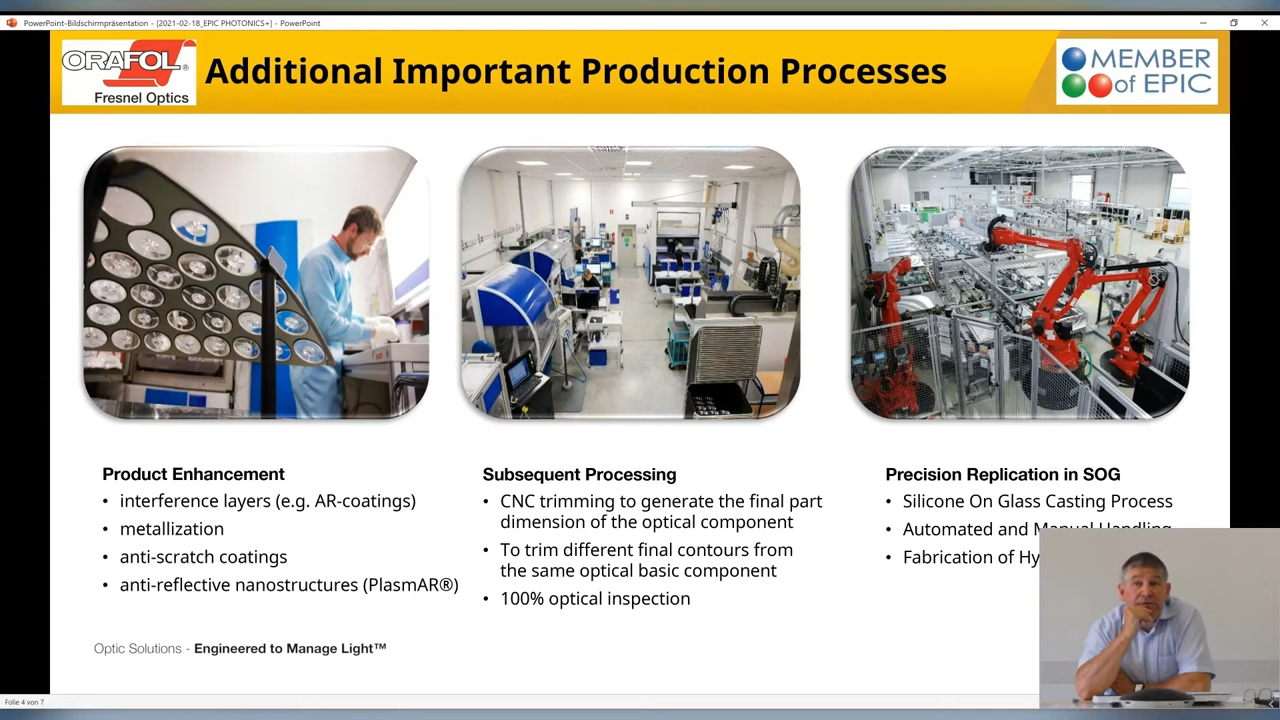 PowerPoint-Bildschirmpräsentation - [2021-02-18_EPIC PHOTONICS+] - PowerPoint
ORAFOL®
Fresnel Optics
Additional Important Production Processes
MEMBER
of EPIC
Product Enhancement
• interference layers (e.g. AR-coatings)
• metallization
• anti-scratch coatings
• anti-reflective nanostructures (PlasmAR®)
Subsequent Processing
• CNC trimming to generate the final part
dimension of the optical component
• To trim different final contours from
the same optical basic component
• 100% optical inspection
Precision Replication in SOG
• Silicone On Glass Casting Process
• Automated and Manual Handling
• Fabrication of Hy
Optic Solutions - Engineered to Manage Light™
Folie 4 von 7